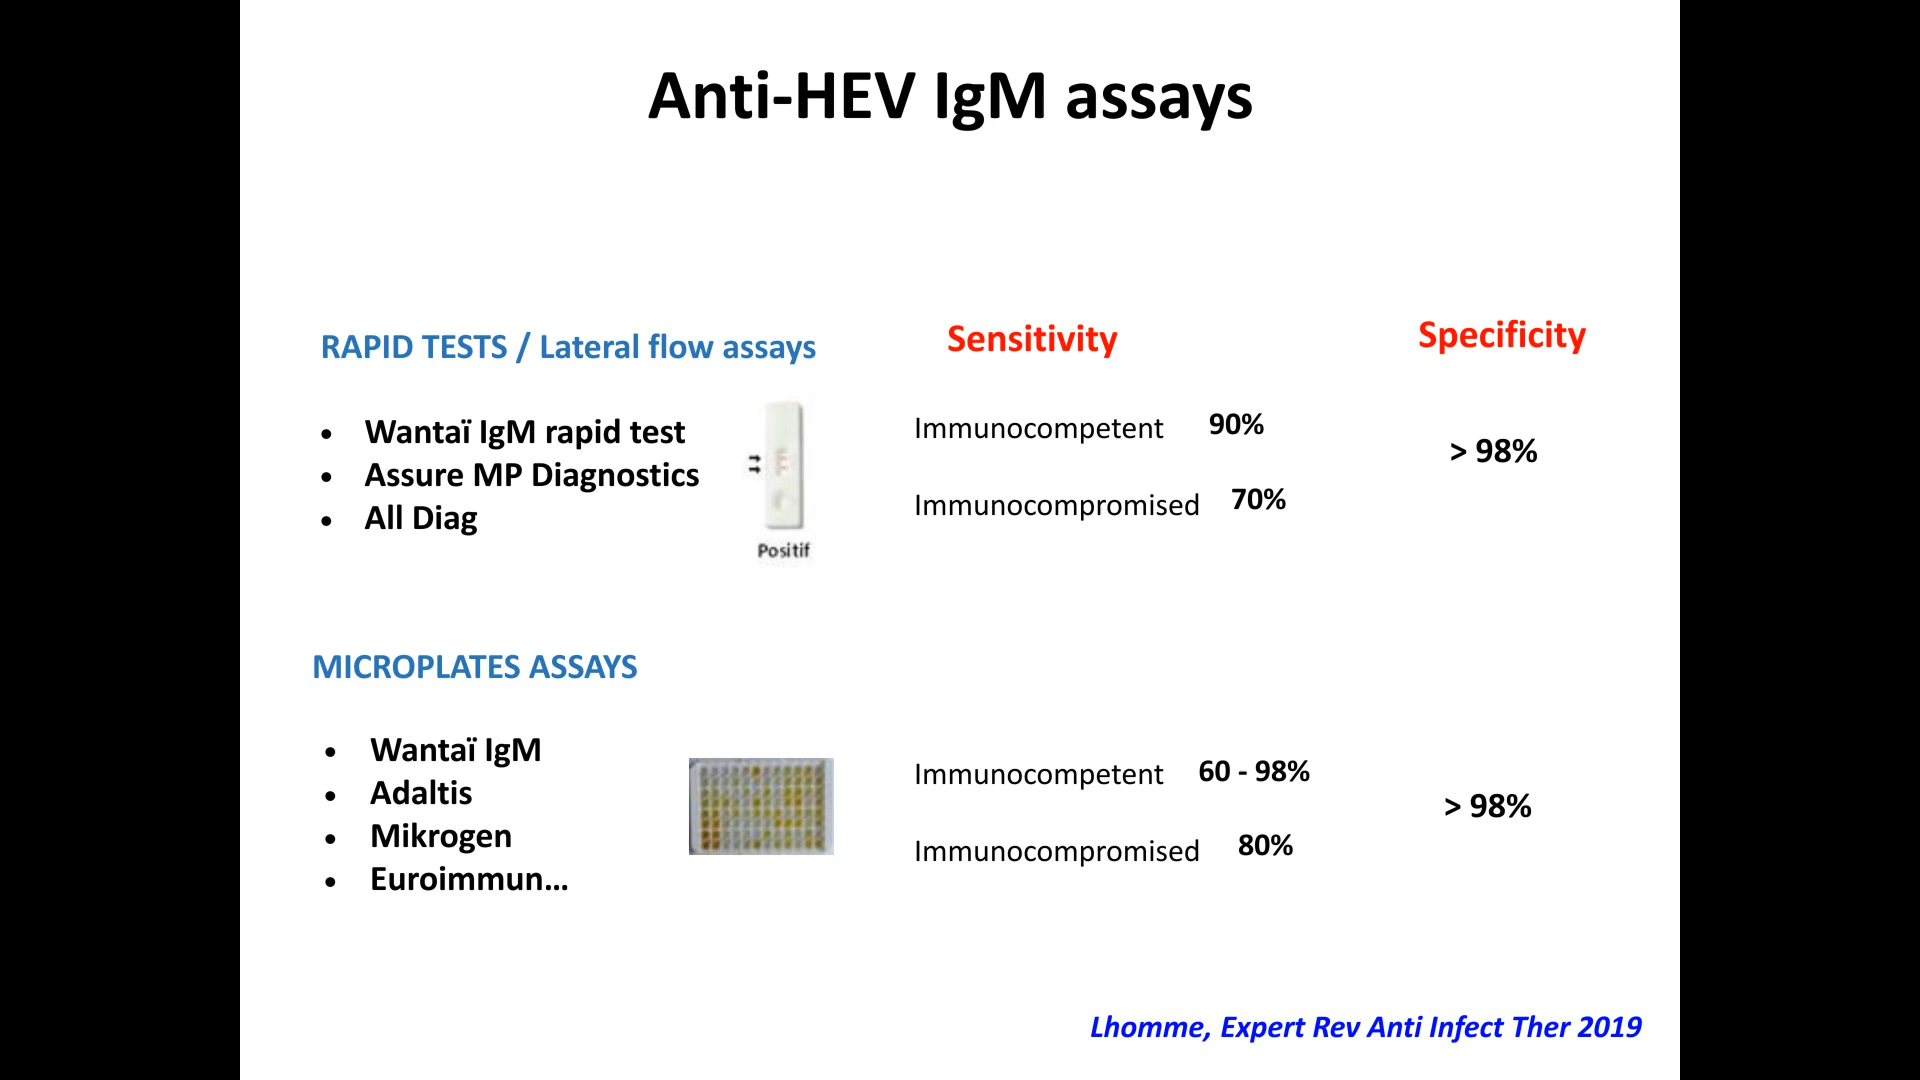 Anti-HEV IgM assays
RAPID TESTS / Lateral flow assays
Sensitivity
Specificity
• Wantaï IgM rapid test
• Assure MP Diagnostics
• All Diag
Positif
Immunocompetent 90%
Immunocompromised 70%
> 98%
MICROPLATES ASSAYS
• Wantaï IgM
• Adaltis
• Mikrogen
• Euroimmun...
Immunocompetent 60 - 98%
Immunocompromised 80%
> 98%
Lhomme, Expert Rev Anti Infect Ther 2019